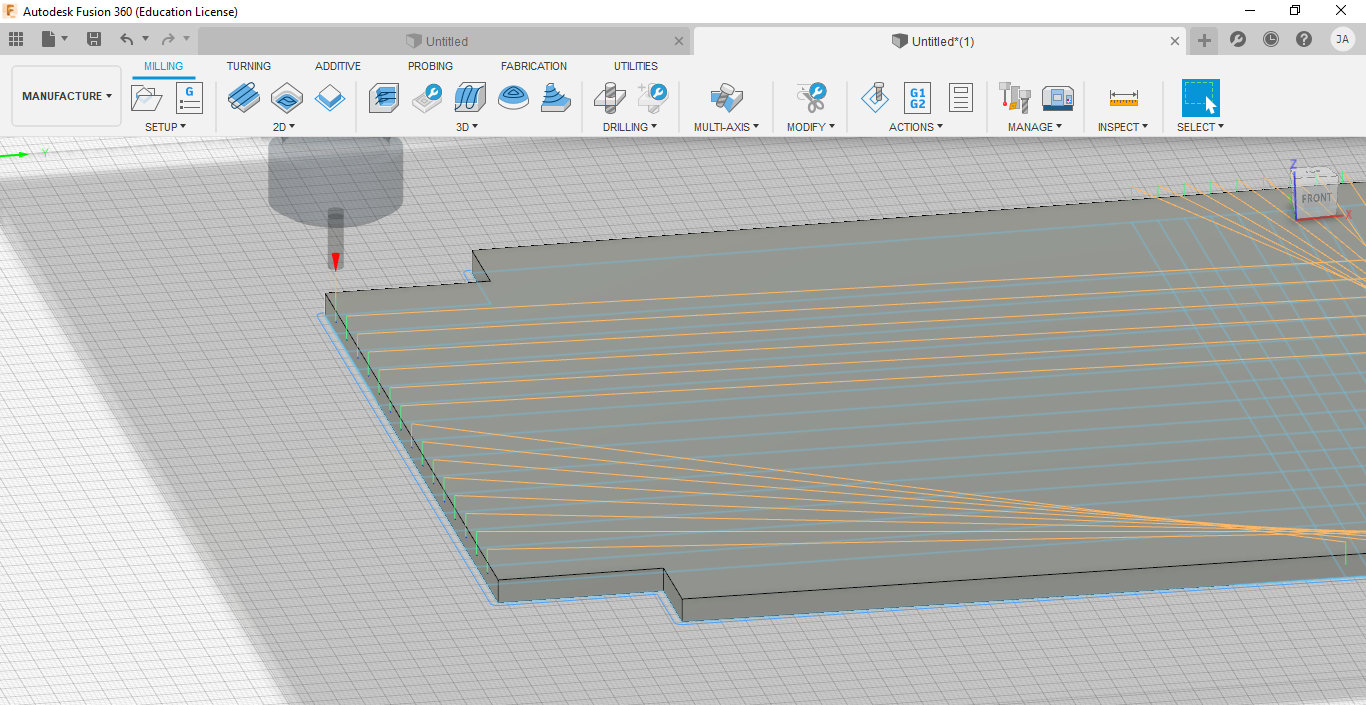 Autodesk Fusion 360 (Education License)
Untitled
Untitled*(1)
JA
MILLING TURNING ADDITIVE PROBING FABRICATION UTILITIES
MANUFACTURE
G
G1
G2
SETUP 2D 3D DRILLING MULTI-AXIS MODIFY ACTIONS MANAGE INSPECT SELECT
Y
Z
FRONT
X